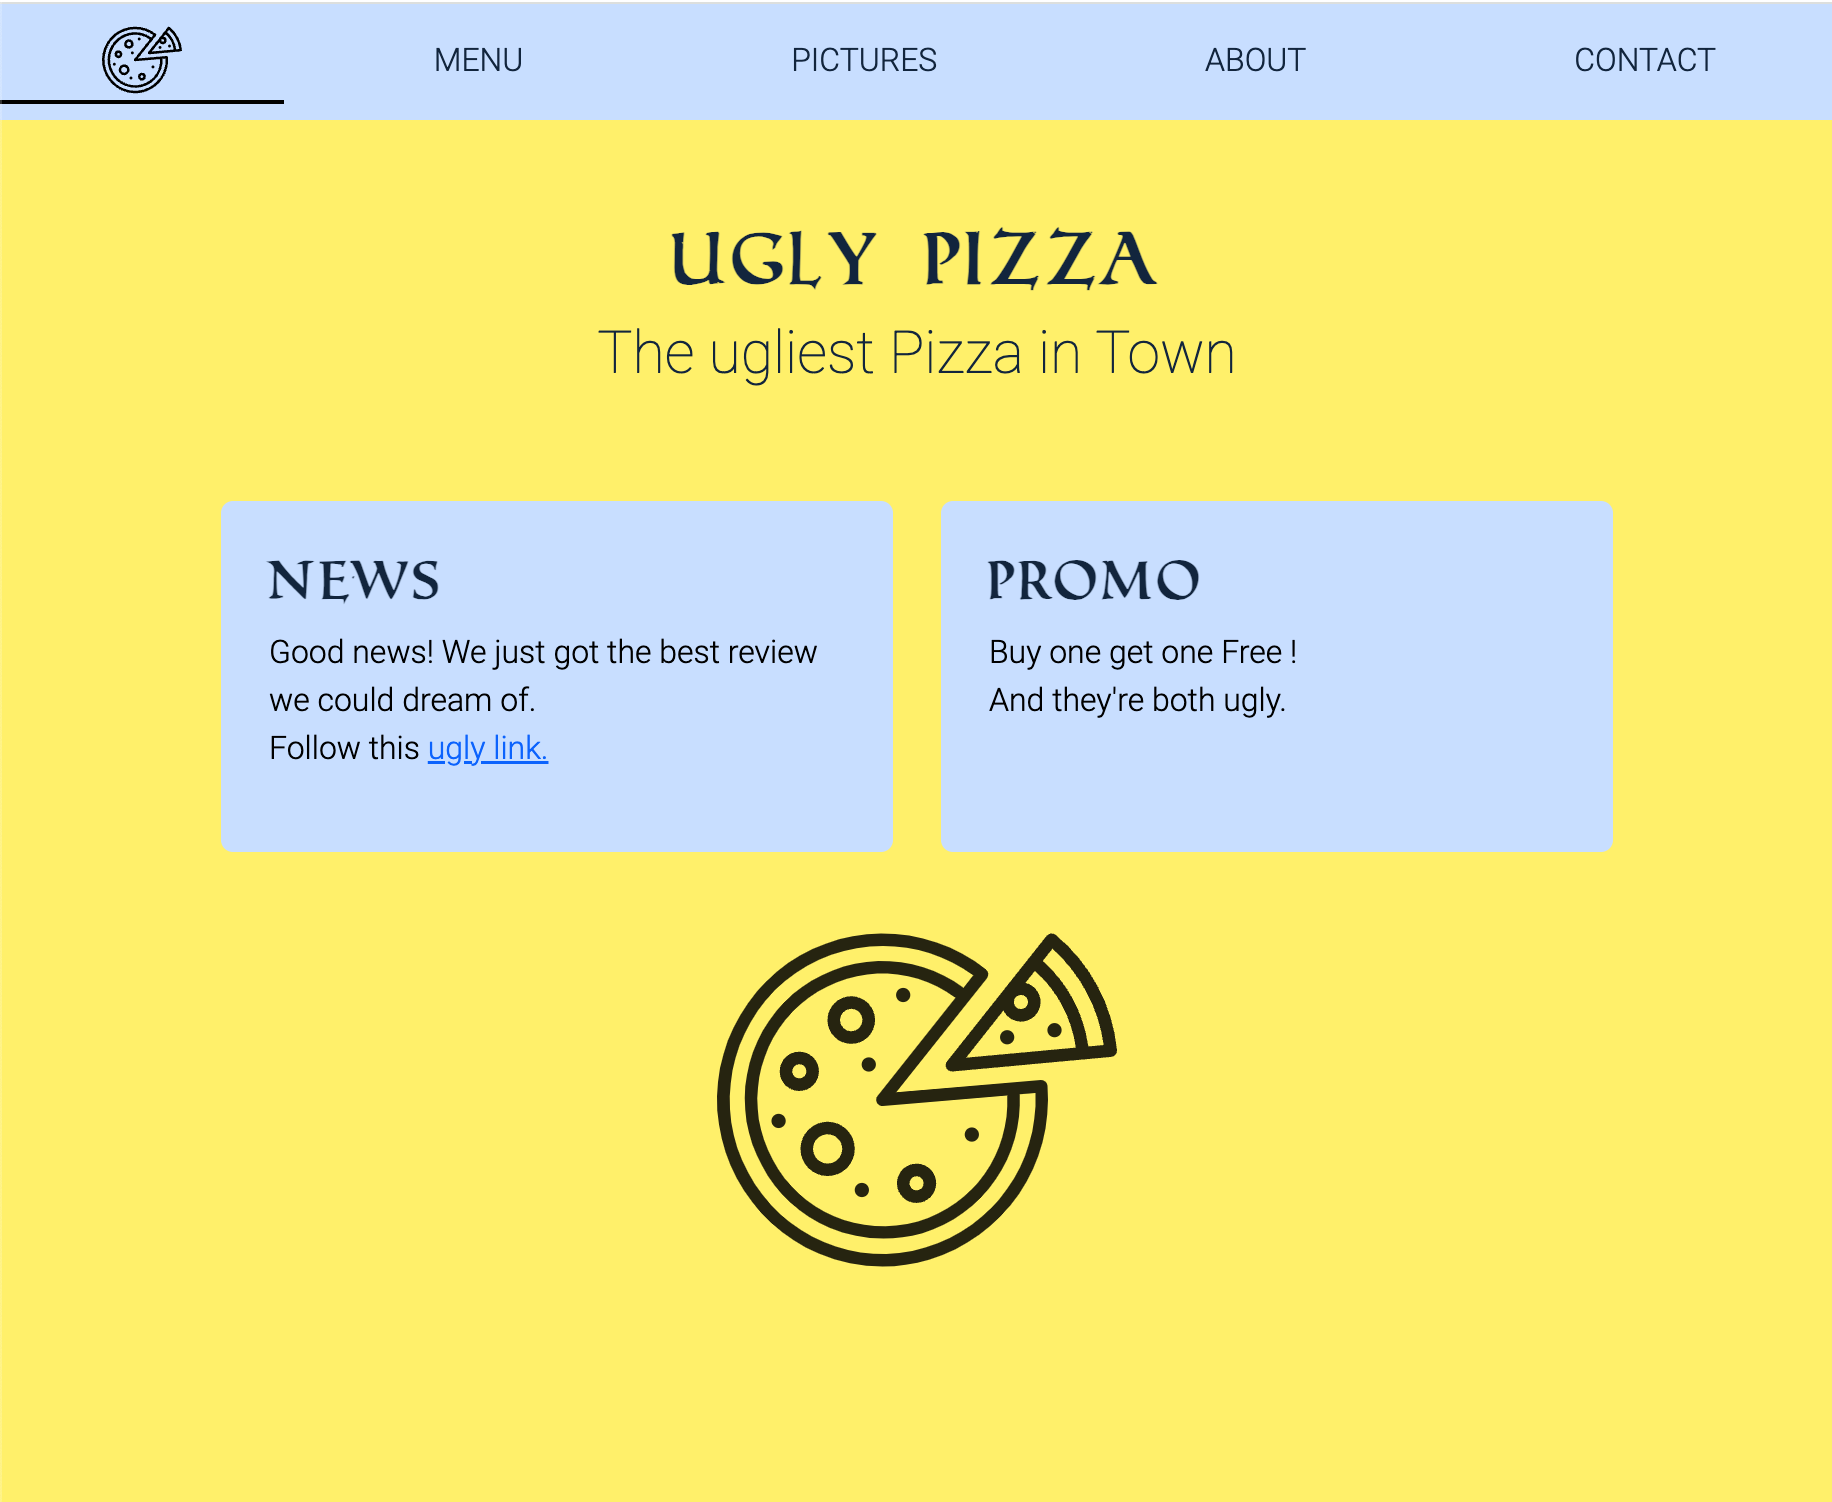 MENU
PICTURES
ABOUT
CONTACT
UGLY PIZZA
The ugliest Pizza in Town
NEWS
Good news! We just got the best review
we could dream of.
Follow this ugly link.
PROMO
Buy one get one Free !
And they're both ugly.